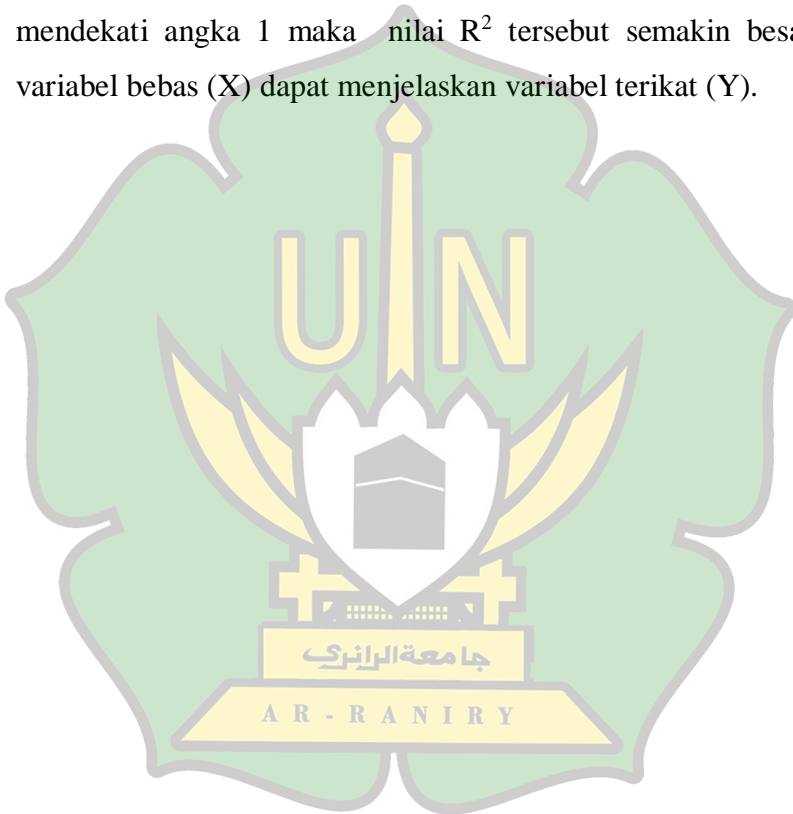 mendekati angka 1 maka nilai R² tersebut semakin besar
variabel bebas (X) dapat menjelaskan variabel terikat (Y).
UIN
جامعة الرانري
AR - RANIRY